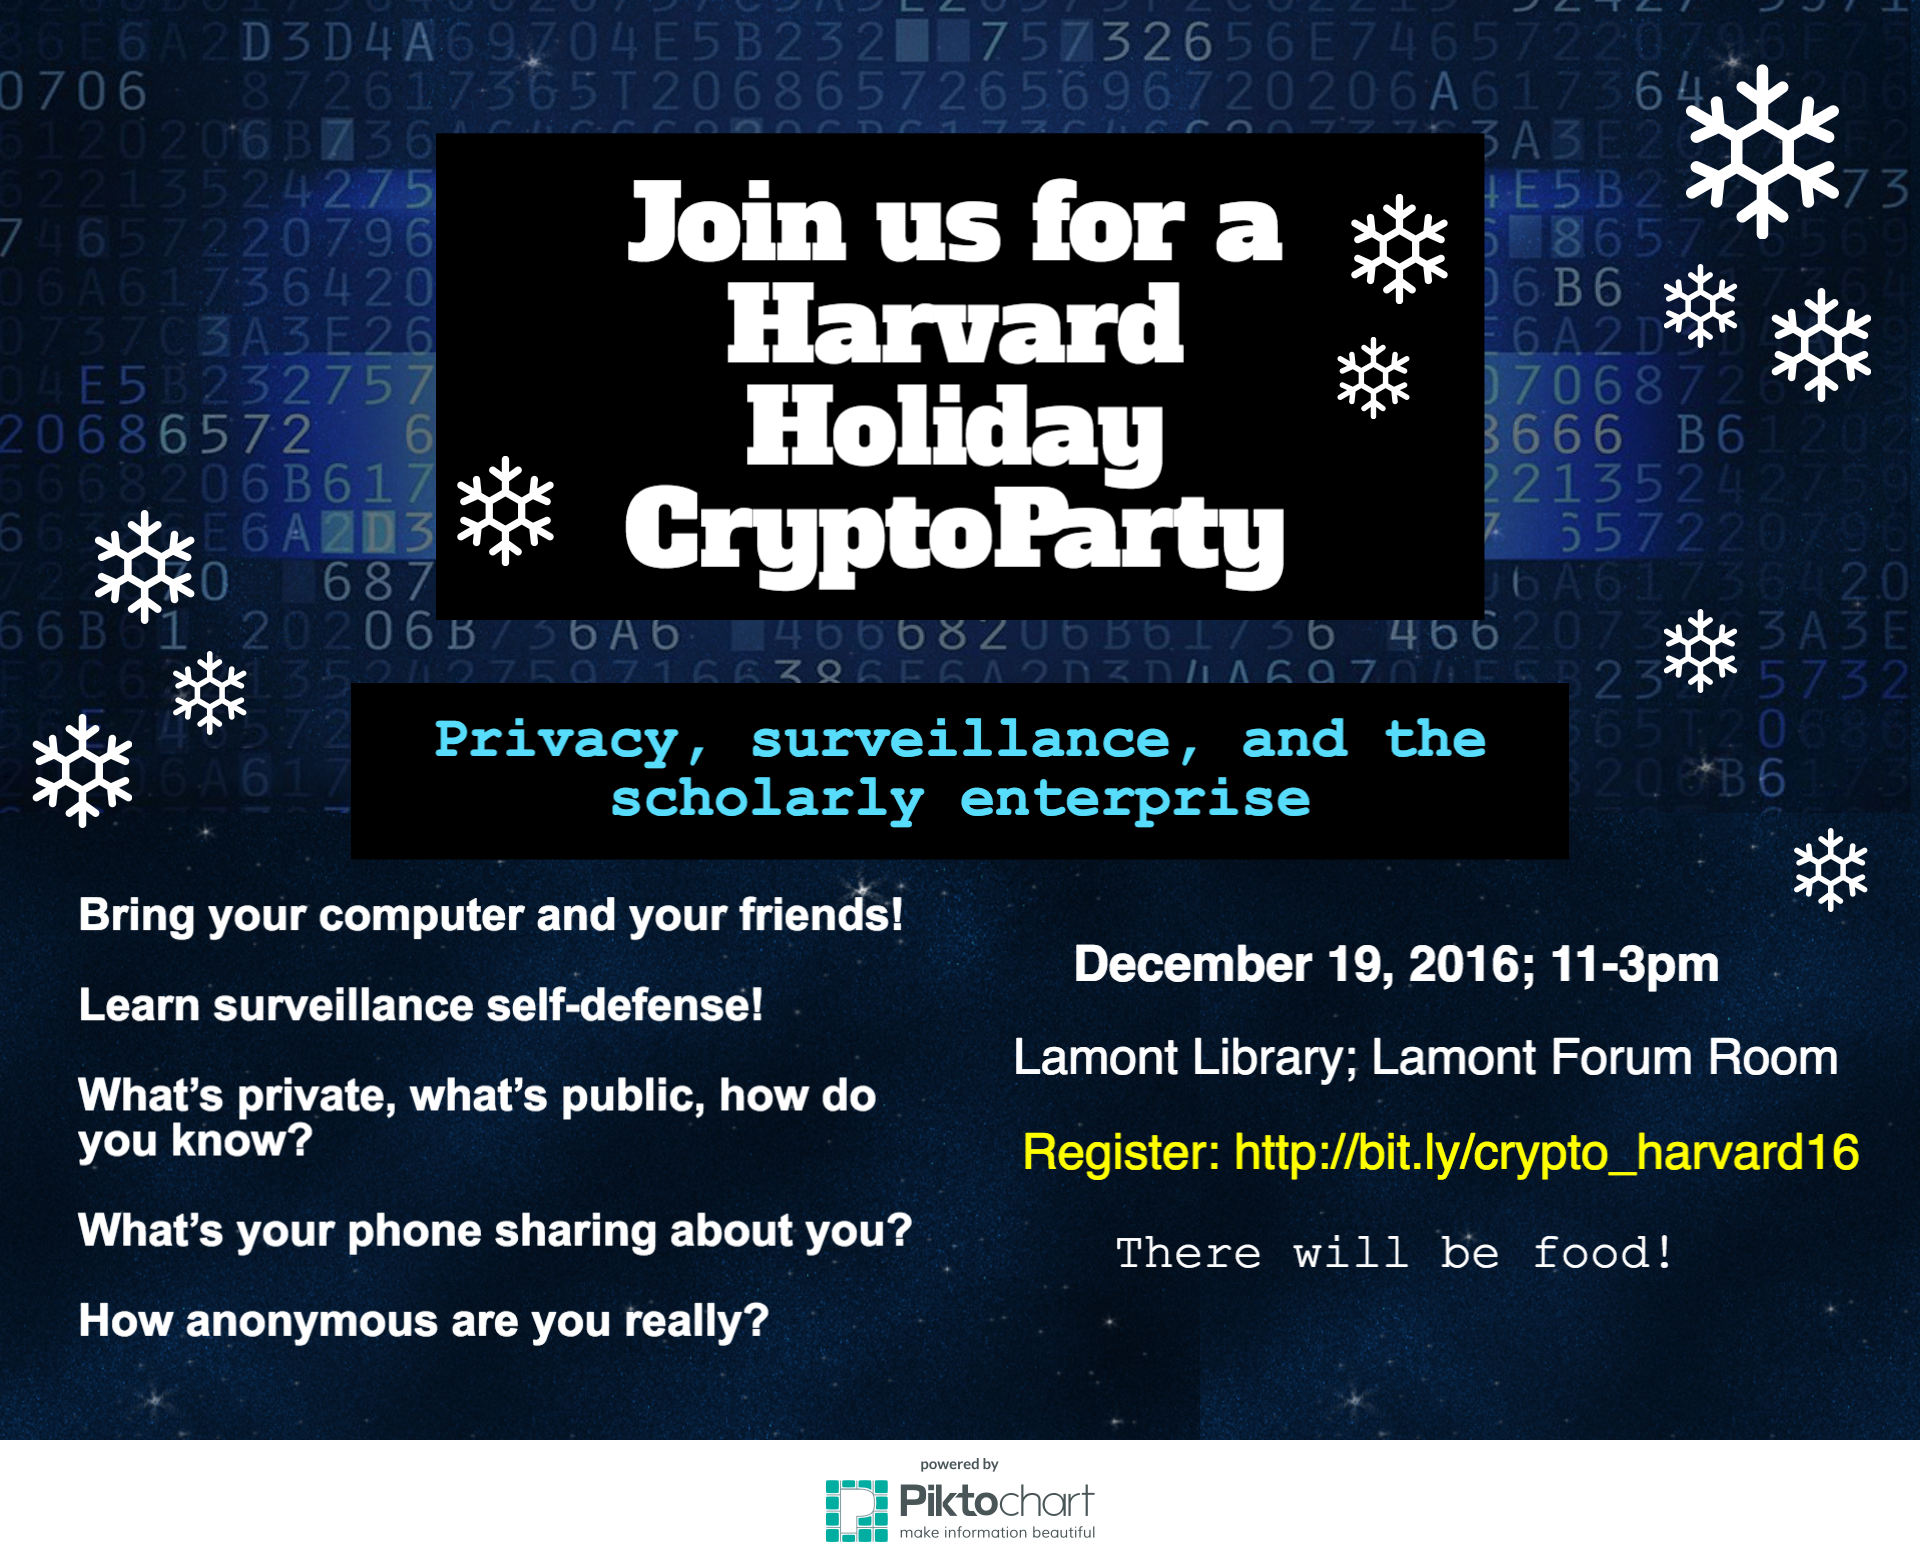 Join us for a
Harvard
Holiday
CryptoParty
Privacy, surveillance, and the
scholarly enterprise
Bring your computer and your friends!
Learn surveillance self-defense!
What’s private, what’s public, how do
you know?
What’s your phone sharing about you?
How anonymous are you really?
December 19, 2016; 11-3pm
Lamont Library; Lamont Forum Room
Register: http://bit.ly/crypto_harvard16
There will be food!
powered by
Piktochart
make information beautiful